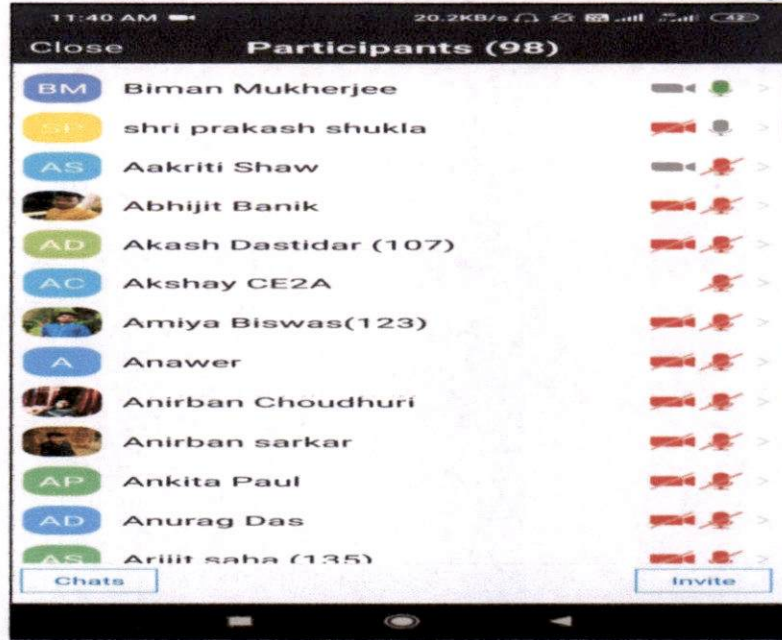 11:40 AM 20.2KB/s 42
Close Participants (98)
BM Biman Mukherjee
SP shri prakash shukla
AS Aakriti Shaw
Abhijit Banik
AD Akash Dastidar (107)
AC Akshay CE2A
Amiya Biswas(123)
A Anawer
Anirban Choudhuri
Anirban sarkar
AP Ankita Paul
AD Anurag Das
AS Arijit saha (135)
Chats Invite